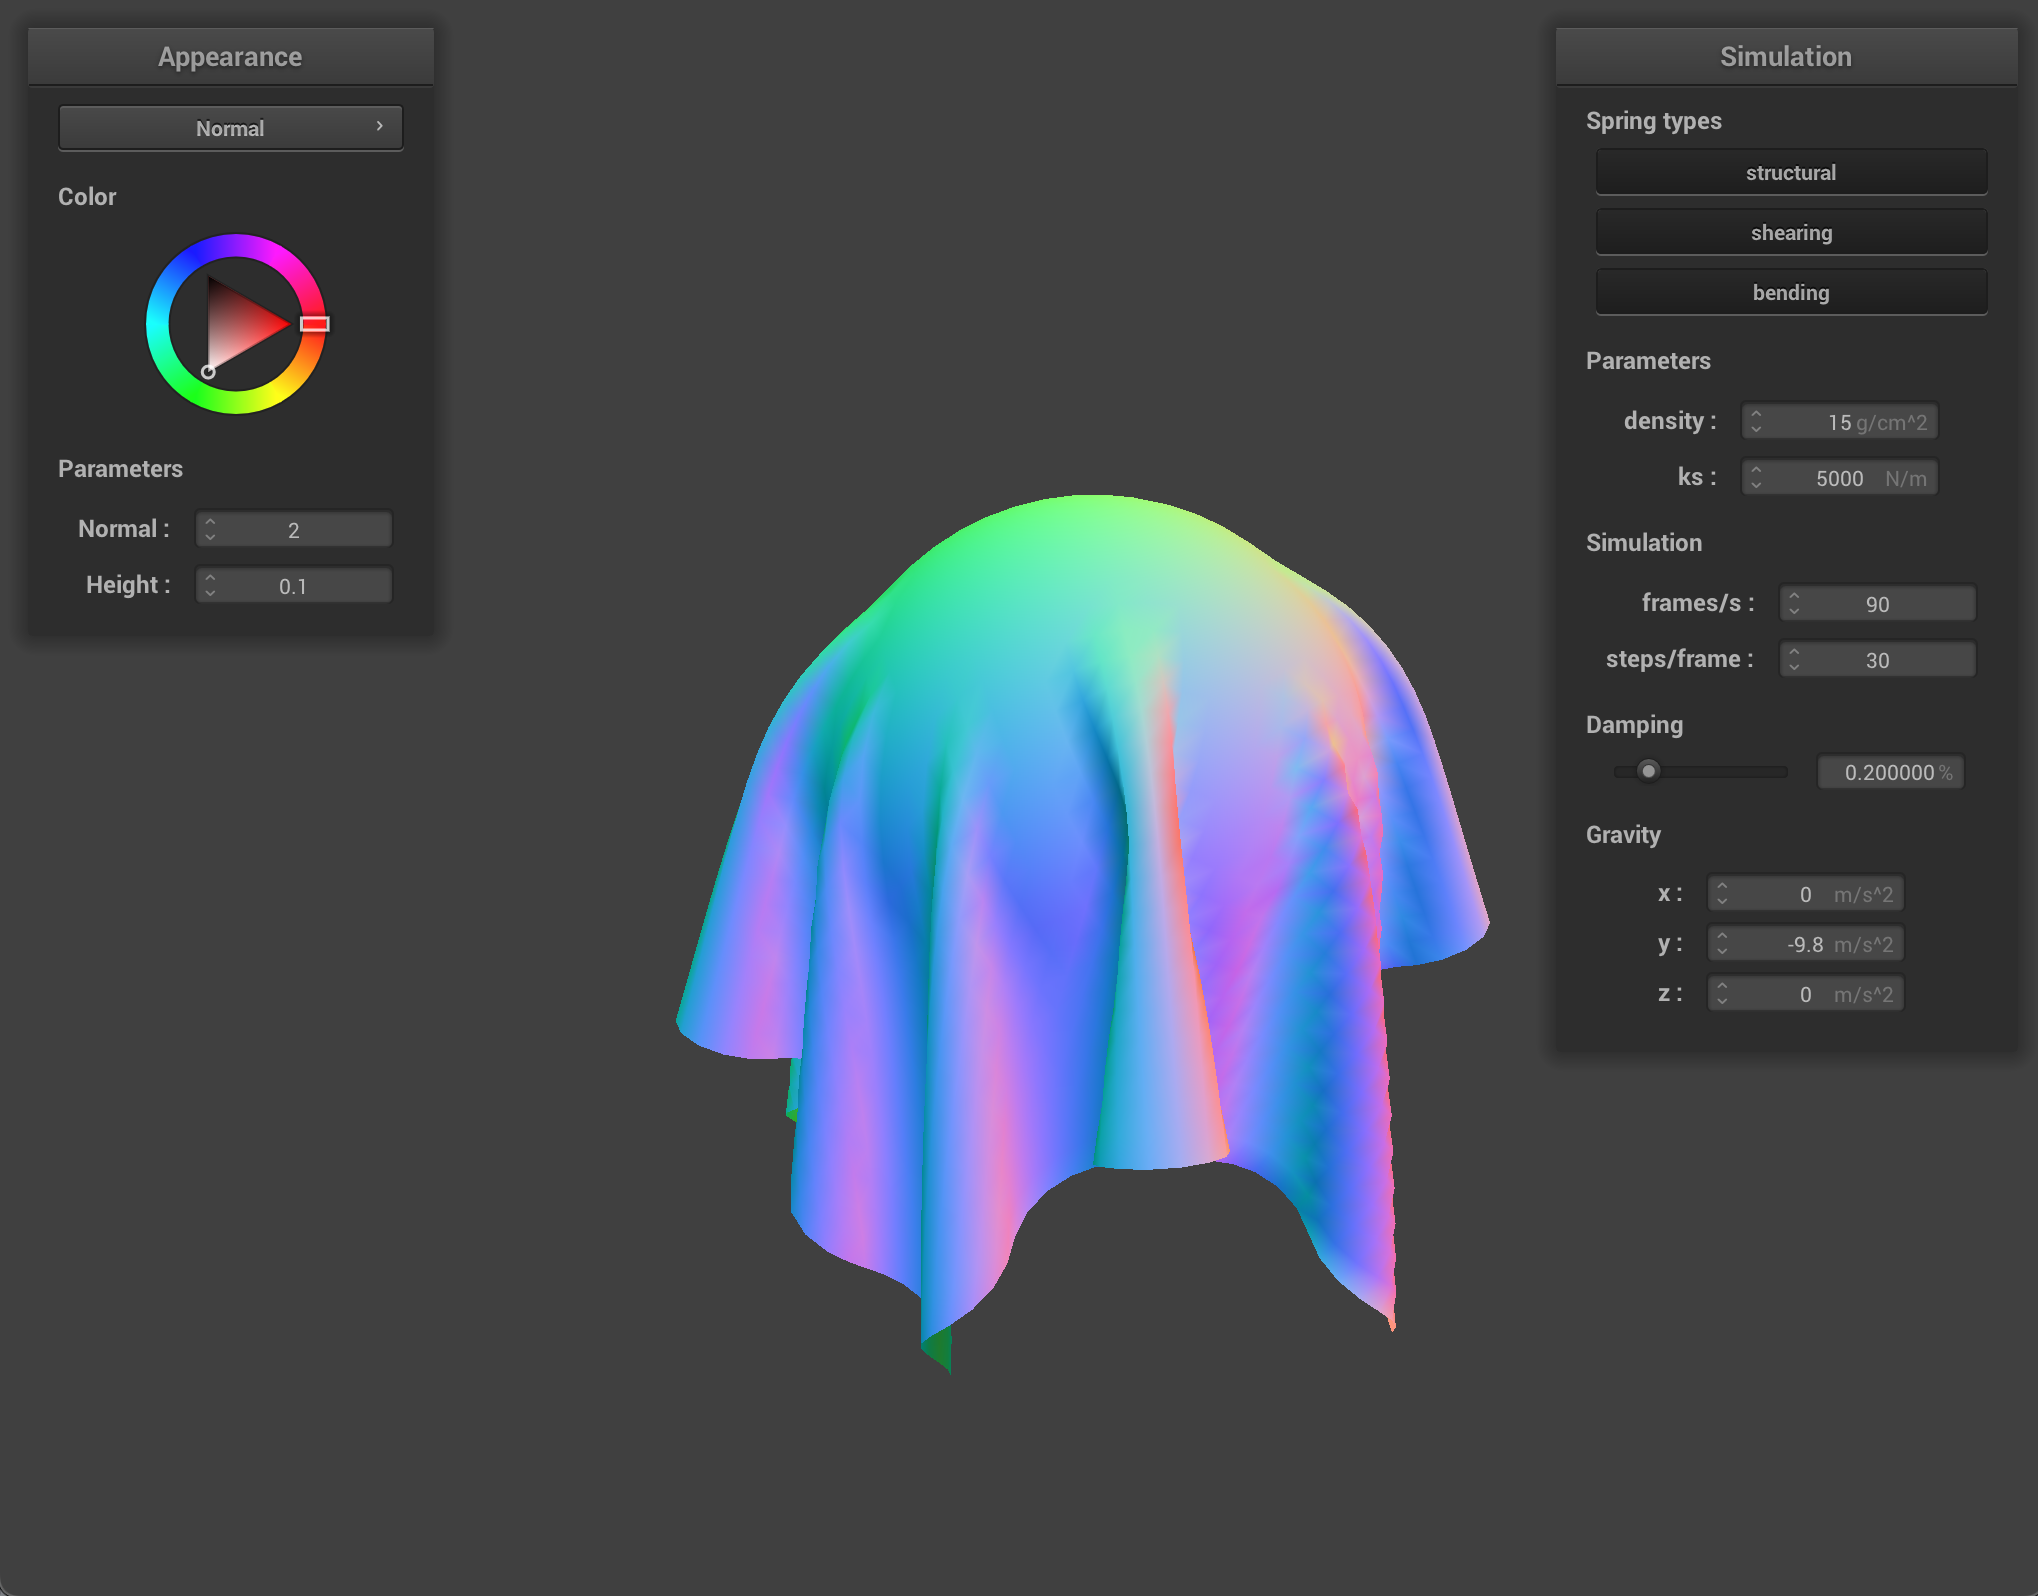 Appearance
Normal
Color
Parameters
Normal : 2
Height : 0.1
Simulation
Spring types
structural
shearing
bending
Parameters
density : 15 g/cm^2
ks : 5000 N/m
Simulation
frames/s : 90
steps/frame : 30
Damping
0.200000 %
Gravity
x : 0 m/s^2
y : -9.8 m/s^2
z : 0 m/s^2